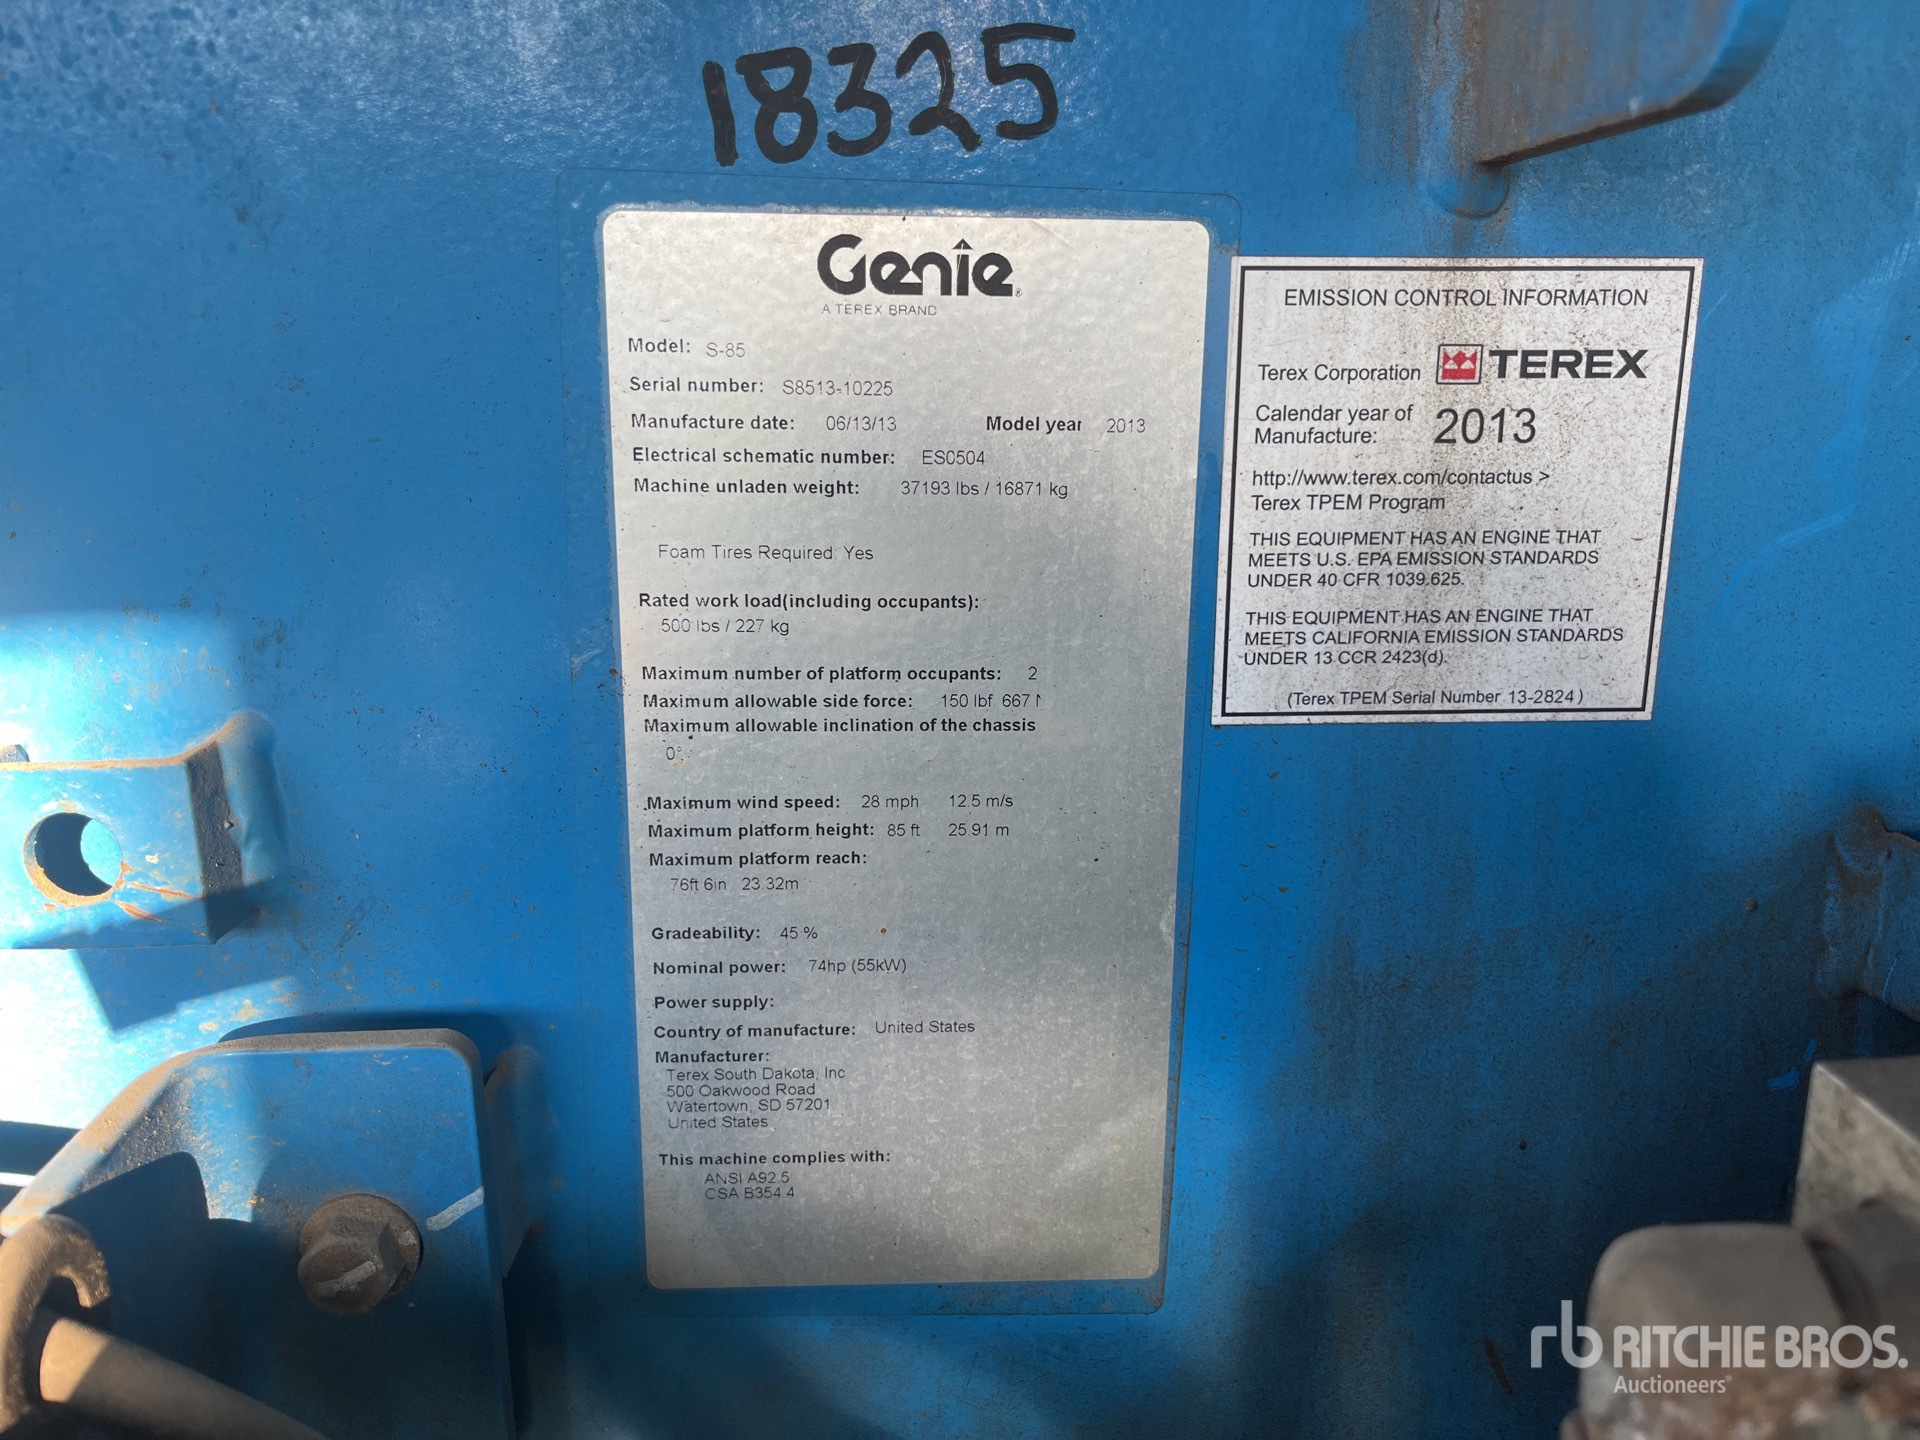 18325
Genie
A TEREX BRAND
Model: S-85
Serial number: S8513-10225
Manufacture date: 06/13/13 Model year 2013
Electrical schematic number: ES0504
Machine unladen weight: 37193 lbs / 16871 kg
Foam Tires Required: Yes
Rated work load(including occupants):
500 lbs / 227 kg
Maximum number of platform occupants: 2
Maximum allowable side force: 150 lbf 667 N
Maximum allowable inclination of the chassis
0°
Maximum wind speed: 28 mph 12.5 m/s
Maximum platform height: 85 ft 25.91 m
Maximum platform reach:
76ft 6in 23.32m
Gradeability: 45 %
Nominal power: 74hp (55kW)
Power supply:
Country of manufacture: United States
Manufacturer:
Terex South Dakota, Inc
500 Oakwood Road
Watertown, SD 57201
United States
This machine complies with:
ANSI A92.5
CSA B354.4
EMISSION CONTROL INFORMATION
Terex Corporation TEREX
Calendar year of
Manufacture: 2013
http://www.terex.com/contactus >
Terex TPEM Program
THIS EQUIPMENT HAS AN ENGINE THAT
MEETS U.S. EPA EMISSION STANDARDS
UNDER 40 CFR 1039.625.
THIS EQUIPMENT HAS AN ENGINE THAT
MEETS CALIFORNIA EMISSION STANDARDS
UNDER 13 CCR 2423(d).
(Terex TPEM Serial Number 13-2824 )
rb RITCHIE BROS.
Auctioneers